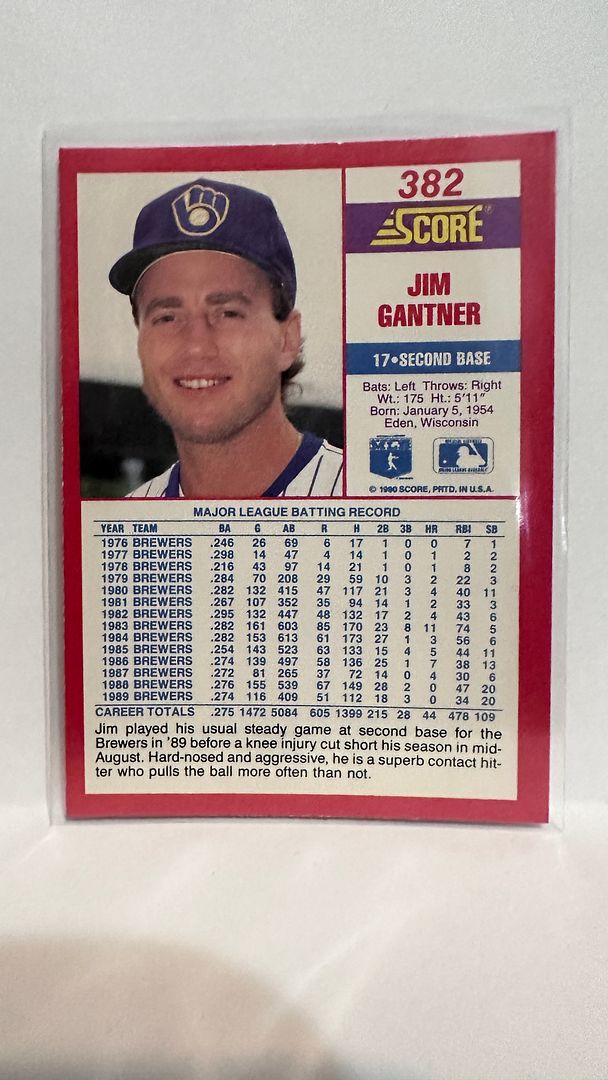 382
SCORE®
JIM
GANTNER
17•SECOND BASE
Bats: Left Throws: Right
Wt.: 175 Ht.: 5'11"
Born: January 5, 1954
Eden, Wisconsin
© 1990 SCORE, PRTD. IN U.S.A.
MAJOR LEAGUE BATTING RECORD
YEAR TEAM BA G AB R H 2B 3B HR RBI SB
1976 BREWERS .246 26 69 6 17 1 0 0 7 1
1977 BREWERS .298 14 47 4 14 1 0 1 2 2
1978 BREWERS .216 43 97 14 21 1 0 1 8 2
1979 BREWERS .284 70 208 29 59 10 3 2 22 3
1980 BREWERS .282 132 415 47 117 21 3 4 40 11
1981 BREWERS .267 107 352 35 94 14 1 2 33 3
1982 BREWERS .295 132 447 48 132 17 2 4 43 6
1983 BREWERS .282 161 603 85 170 23 8 11 74 5
1984 BREWERS .282 153 613 61 173 27 1 3 56 6
1985 BREWERS .254 143 523 63 133 15 4 5 44 11
1986 BREWERS .274 139 497 58 136 25 1 7 38 13
1987 BREWERS .272 81 265 37 72 14 0 4 30 6
1988 BREWERS .276 155 539 67 149 28 2 0 47 20
1989 BREWERS .274 116 409 51 112 18 3 0 34 20
CAREER TOTALS .275 1472 5084 605 1399 215 28 44 478 109
Jim played his usual steady game at second base for the
Brewers in '89 before a knee injury cut short his season in mid-
August. Hard-nosed and aggressive, he is a superb contact hit-
ter who pulls the ball more often than not.